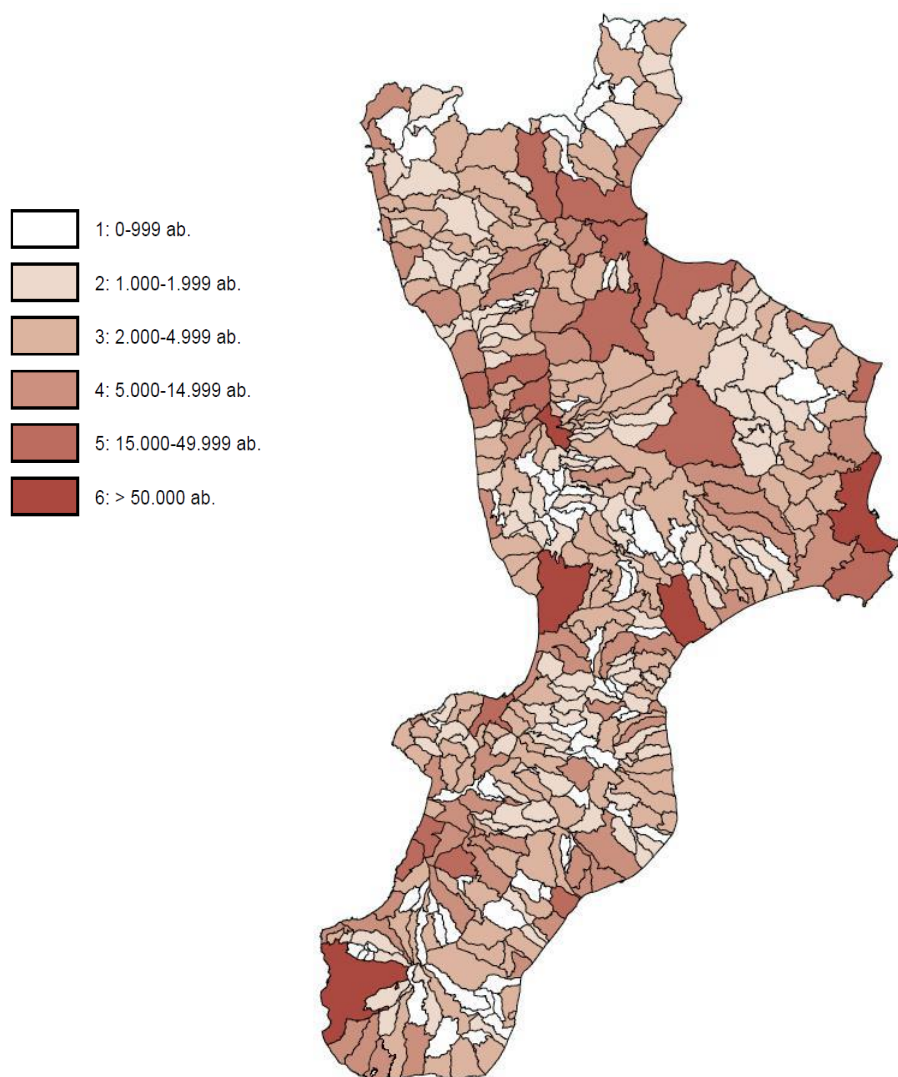 1: 0-999 ab.
2: 1.000-1.999 ab.
3: 2.000-4.999 ab.
4: 5.000-14.999 ab.
5: 15.000-49.999 ab.
6: > 50.000 ab.